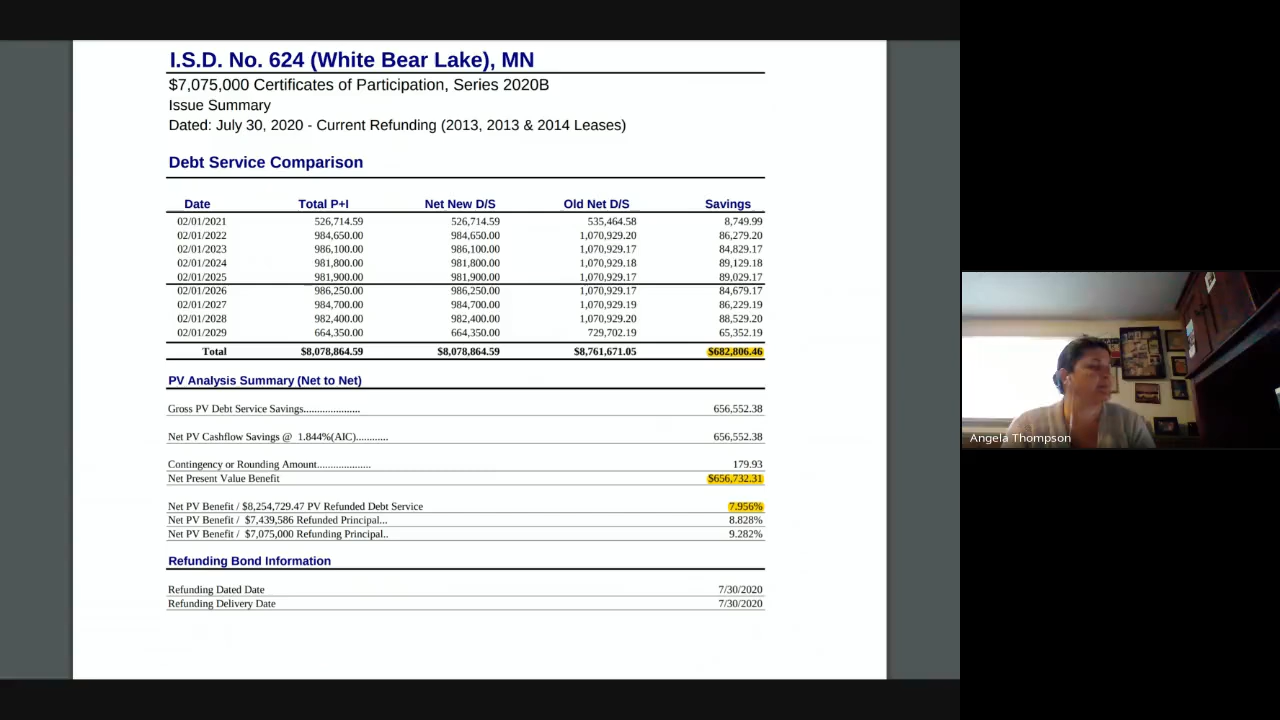 I.S.D. No. 624 (White Bear Lake), MN
$7,075,000 Certificates of Participation, Series 2020B
Issue Summary
Dated: July 30, 2020 - Current Refunding (2013, 2013 & 2014 Leases)
Debt Service Comparison
Date Total P+I Net New D/S Old Net D/S Savings
02/01/2021 526,714.59 526,714.59 535,464.58 8,749.99
02/01/2022 984,650.00 984,650.00 1,070,929.20 86,279.20
02/01/2023 986,100.00 986,100.00 1,070,929.17 84,829.17
02/01/2024 981,800.00 981,800.00 1,070,929.18 89,129.18
02/01/2025 981,900.00 981,900.00 1,070,929.17 89,029.17
02/01/2026 986,250.00 986,250.00 1,070,929.17 84,679.17
02/01/2027 984,700.00 984,700.00 1,070,929.19 86,229.19
02/01/2028 982,400.00 982,400.00 1,070,929.20 88,529.20
02/01/2029 664,350.00 664,350.00 729,702.19 65,352.19
Total $8,078,864.59 $8,078,864.59 $8,761,671.05 $682,806.46
PV Analysis Summary (Net to Net)
Gross PV Debt Service Savings..................... 656,552.38
Net PV Cashflow Savings @ 1.844%(AIC)............ 656,552.38
Contingency or Rounding Amount.................... 179.93
Net Present Value Benefit $656,732.31
Net PV Benefit / $8,254,729.47 PV Refunded Debt Service 7.956%
Net PV Benefit / $7,439,586 Refunded Principal... 8.828%
Net PV Benefit / $7,075,000 Refunding Principal.. 9.282%
Refunding Bond Information
Refunding Dated Date 7/30/2020
Refunding Delivery Date 7/30/2020
Angela Thompson